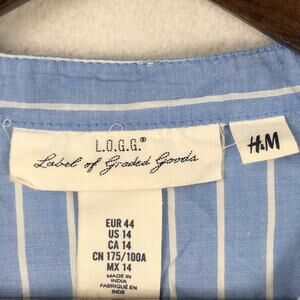 L.O.G.G.®
Label of Graded Goods
H&M
EUR 44
US 14
CA 14
CN 175/100A
MX 14
MADE IN
INDIA
FABRIQUÉ EN
INDE